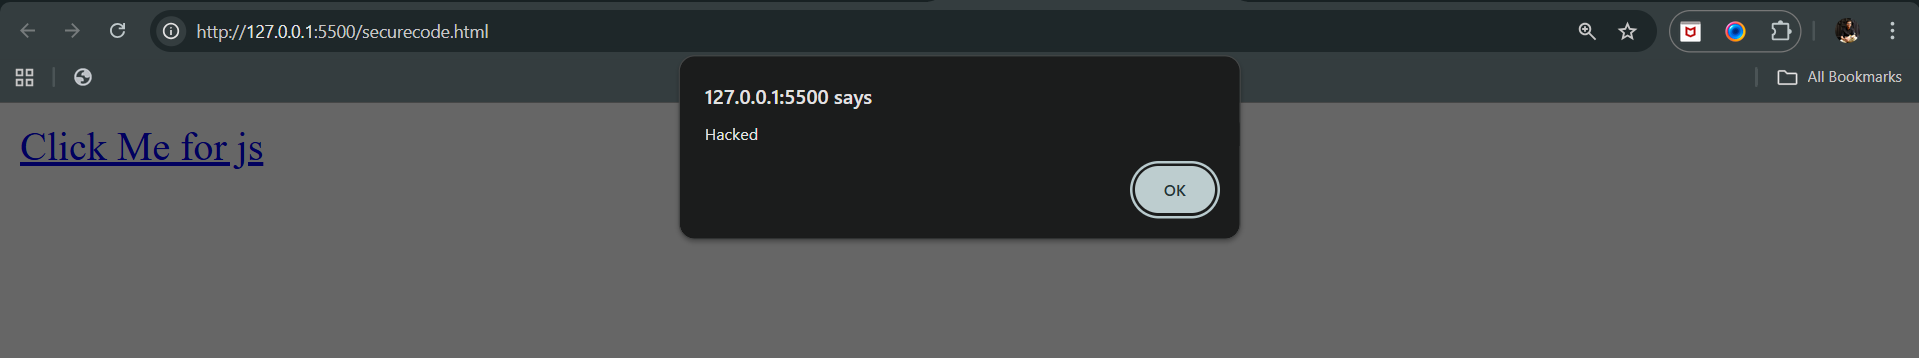 http://127.0.0.1:5500/securecode.html
All Bookmarks
127.0.0.1:5500 says
Hacked
OK
Click Me for js